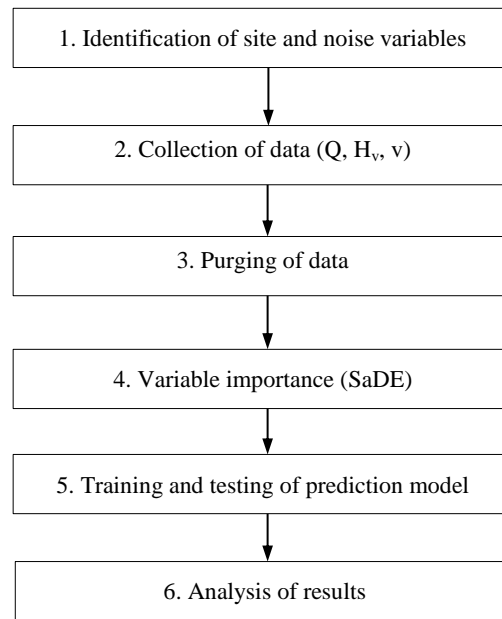 1. Identification of site and noise variables
2. Collection of data (Q, Hv, v)
3. Purging of data
4. Variable importance (SaDE)
5. Training and testing of prediction model
6. Analysis of results